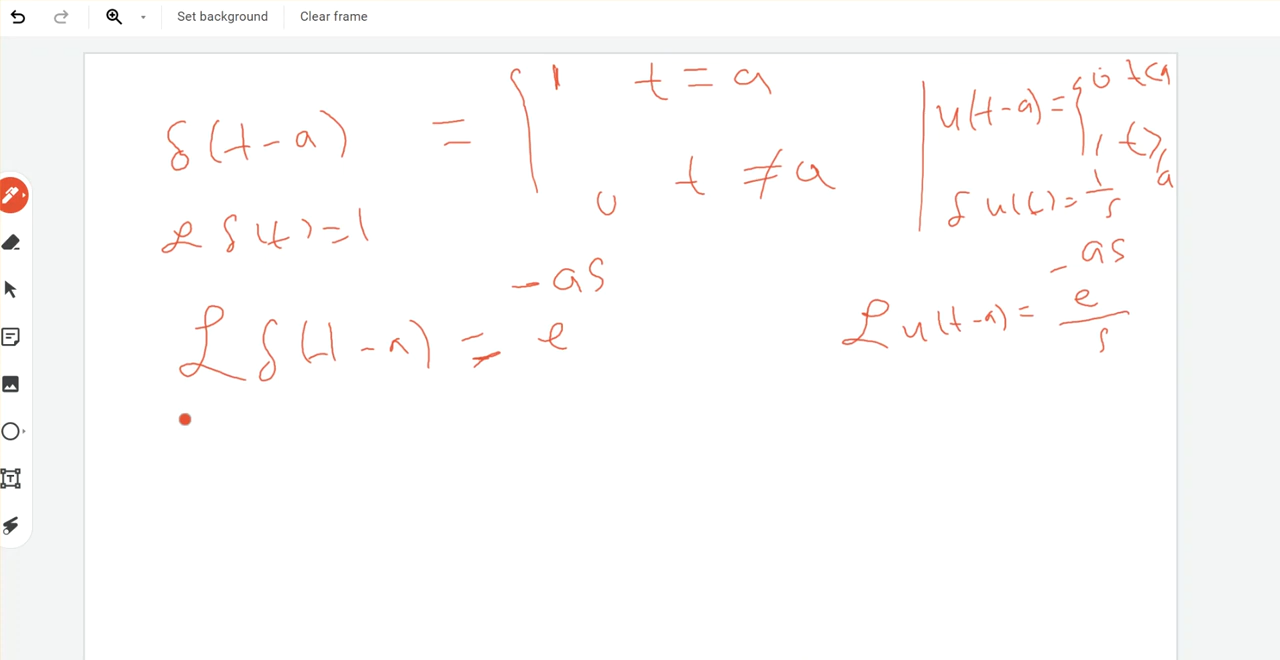 Set background Clear frame
δ(t-a) = { 1 t = a
0 t ≠ a
ℒ δ(t) = 1
ℒ δ(t-a) = e^{-as}
u(t-a) = { 0 t<a
1, t≥a
ℒ u(t) = 1/s
ℒ u(t-a) = e^{-as}/s